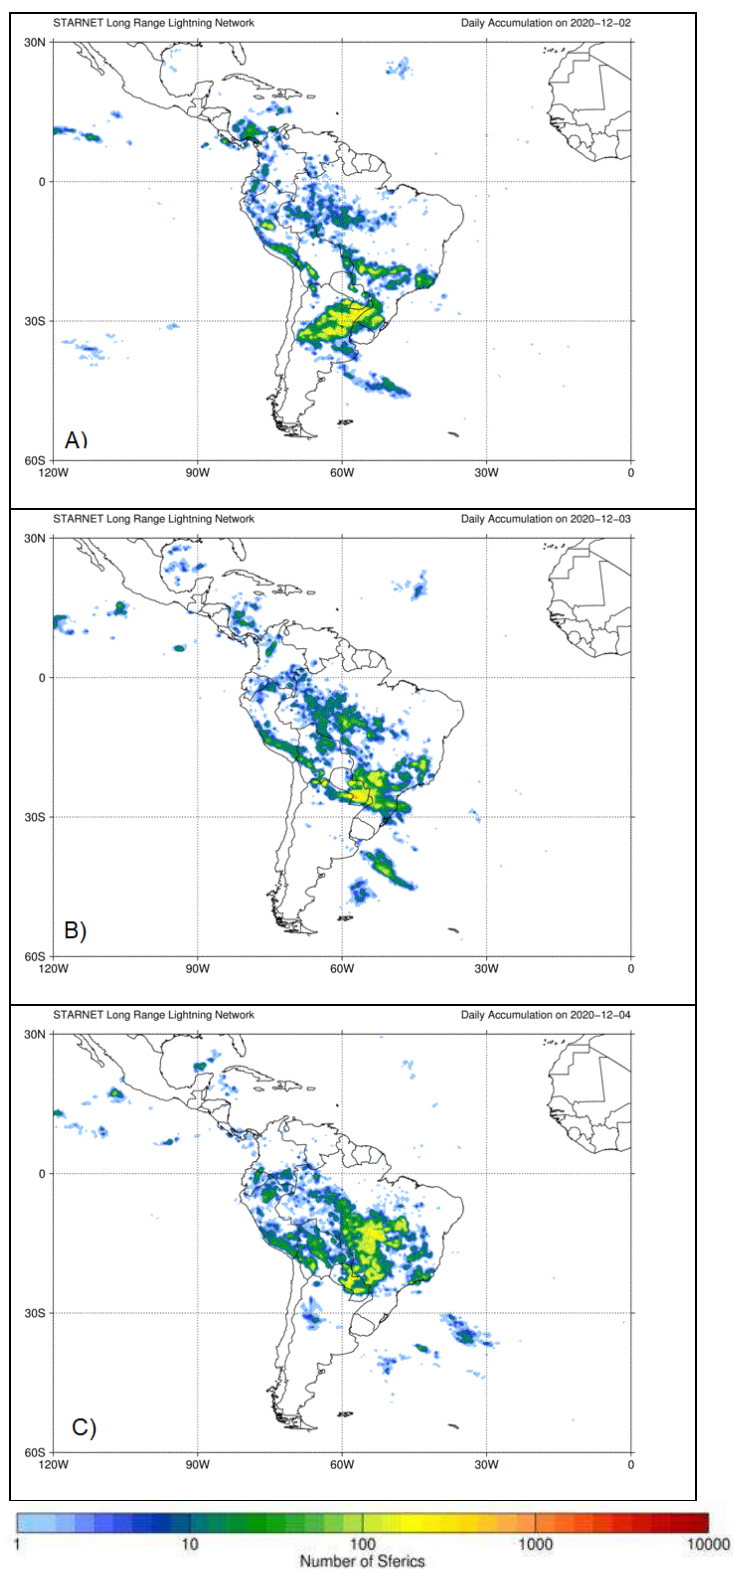 STARNET Long Range Lightning Network Daily Accumulation on 2020-12-02
30N
0
30S
A)
60S
120W 90W 60W 30W 0
STARNET Long Range Lightning Network Daily Accumulation on 2020-12-03
30N
0
30S
B)
60S
120W 90W 60W 30W 0
STARNET Long Range Lightning Network Daily Accumulation on 2020-12-04
30N
0
30S
C)
60S
120W 90W 60W 30W 0
1 10 100 1000 10000
Number of Sferics